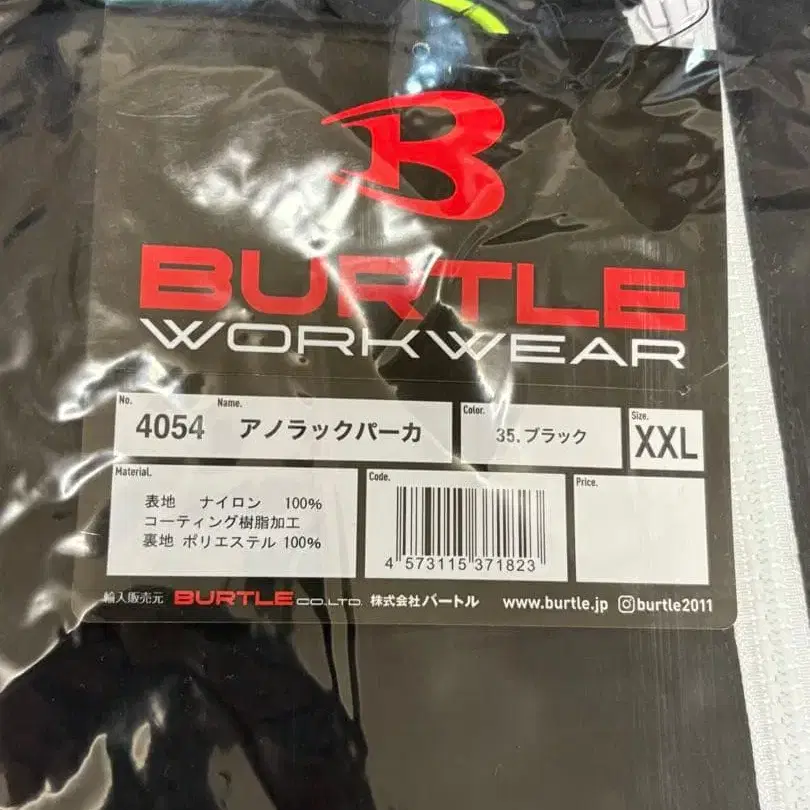 B
BURTLE
WORKWEAR
No. Name. Color. Size.
4054 アノラックパーカ 35.ブラック XXL
Material. Code. Price.
表地 ナイロン 100%
コーティング樹脂加工
裏地 ポリエステル 100%
4 573115 371823
輸入販売元 BURTLE CO.LTD. 株式会社バートル www.burtle.jp burtle2011